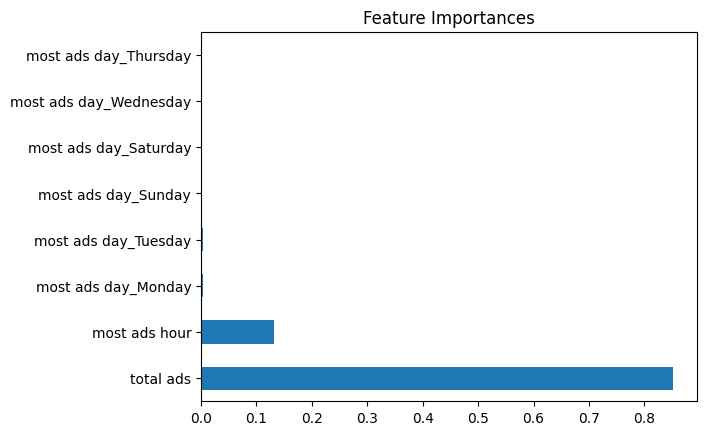 Feature Importances
most ads day_Thursday
most ads day_Wednesday
most ads day_Saturday
most ads day_Sunday
most ads day_Tuesday
most ads day_Monday
most ads hour
total ads
0.0 0.1 0.2 0.3 0.4 0.5 0.6 0.7 0.8